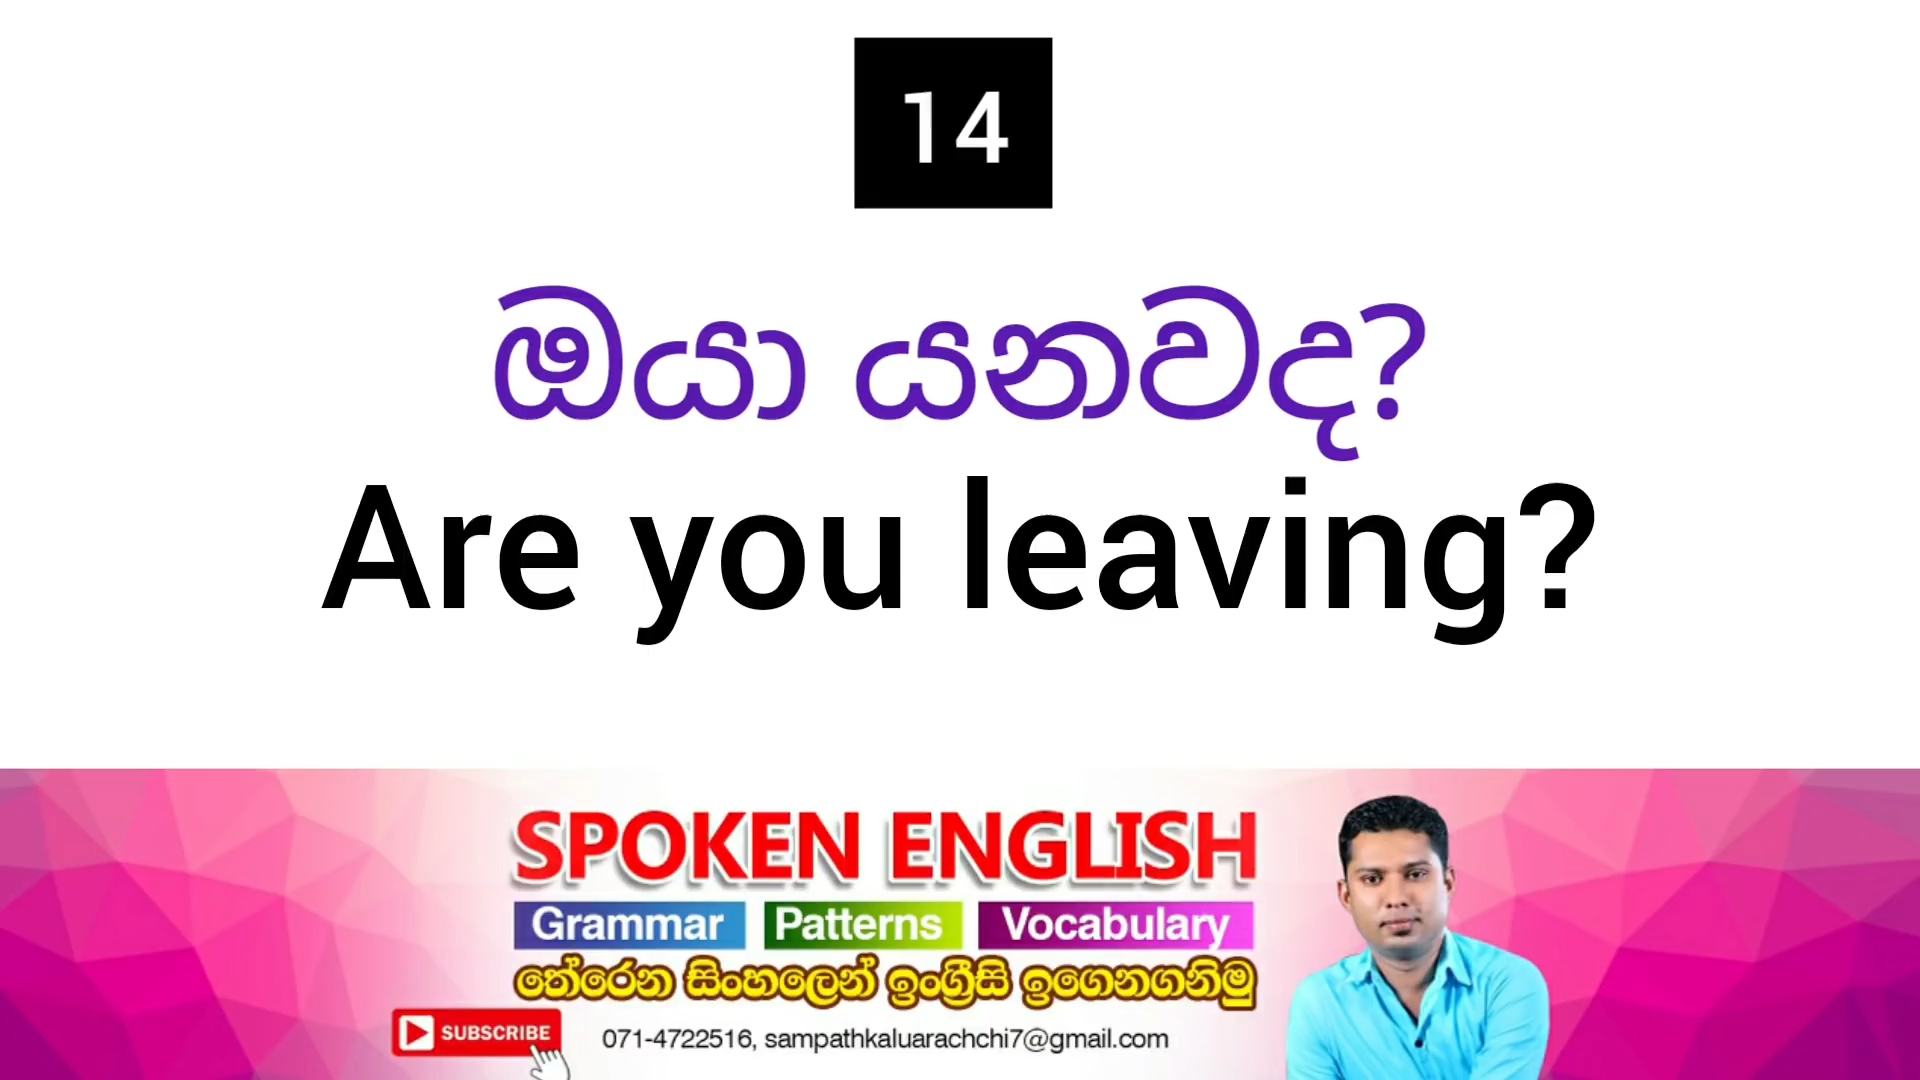 14
ඔයා යනවද?
Are you leaving?
SPOKEN ENGLISH
Grammar Patterns Vocabulary
තේරෙන සිංහලෙන් ඉංග්‍රීසි ඉගෙනගනිමු
SUBSCRIBE
071-4722516, sampathkaluarachchi7@gmail.com